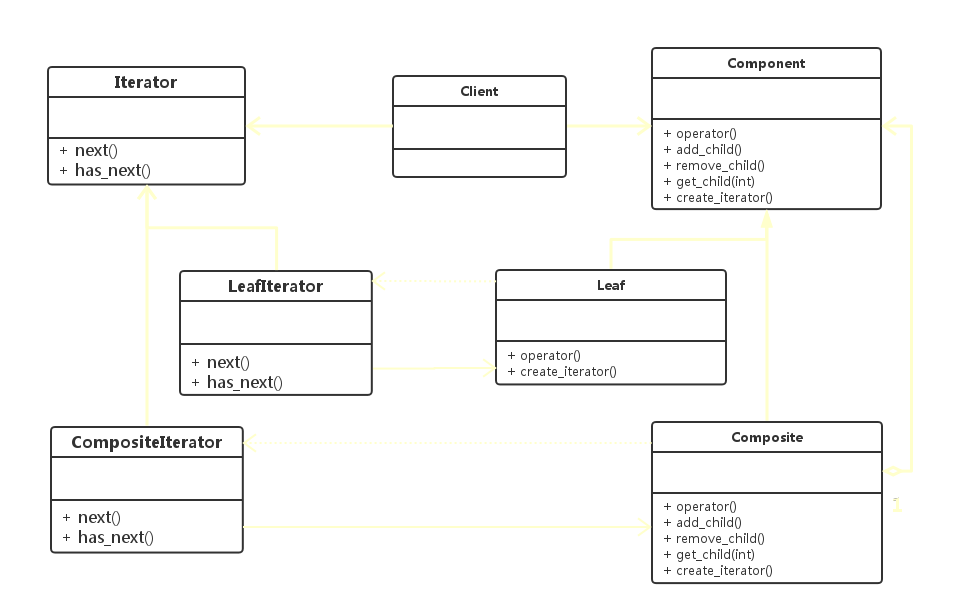 Iterator
+ next()
+ has_next()
Client
Component
+ operator()
+ add_child()
+ remove_child()
+ get_child(int)
+ create_iterator()
LeafIterator
+ next()
+ has_next()
Leaf
+ operator()
+ create_iterator()
CompositeIterator
+ next()
+ has_next()
Composite
+ operator()
+ add_child()
+ remove_child()
+ get_child(int)
+ create_iterator()
1